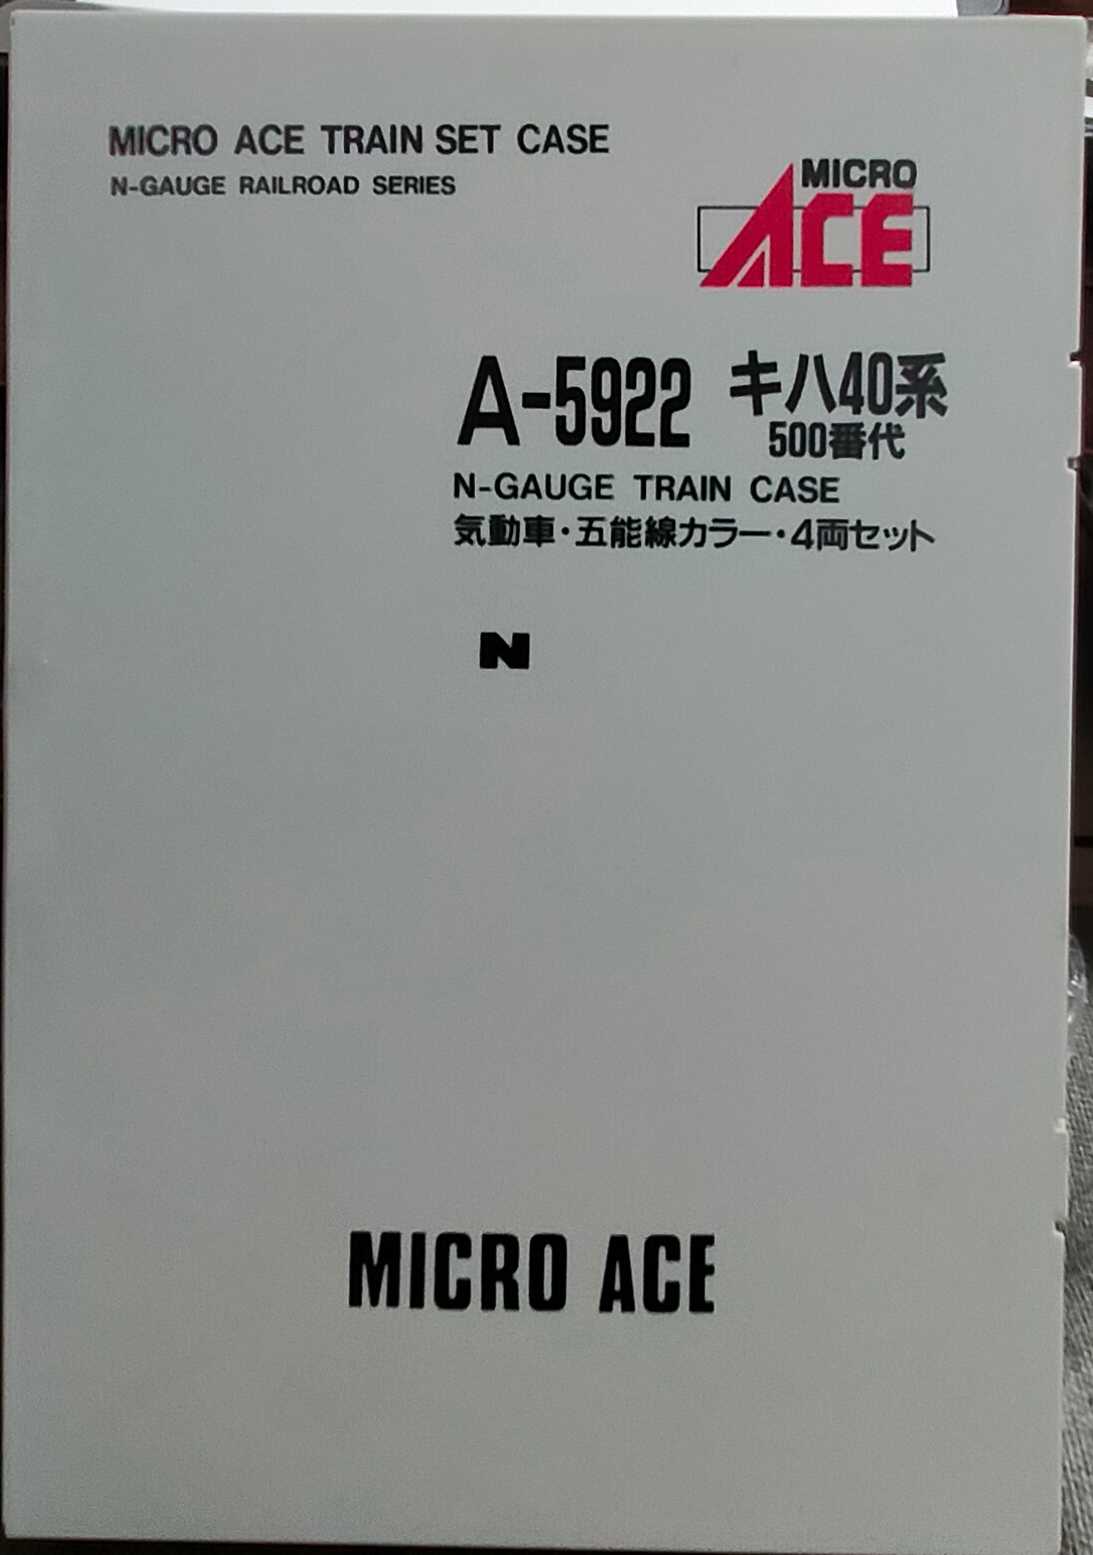 MICRO ACE TRAIN SET CASE
N-GAUGE RAILROAD SERIES
MICRO
ACE
A-5922 キハ40系
500番代
N-GAUGE TRAIN CASE
気動車・五能線カラー・4両セット
N
MICRO ACE